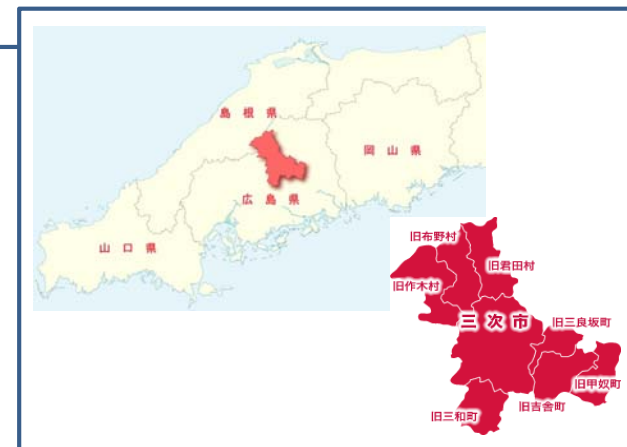 島根県
岡山県
広島県
山口県
旧布野村
旧君田村
旧作木村
三次市
旧三良坂町
旧甲奴町
旧吉舎町
旧三和町